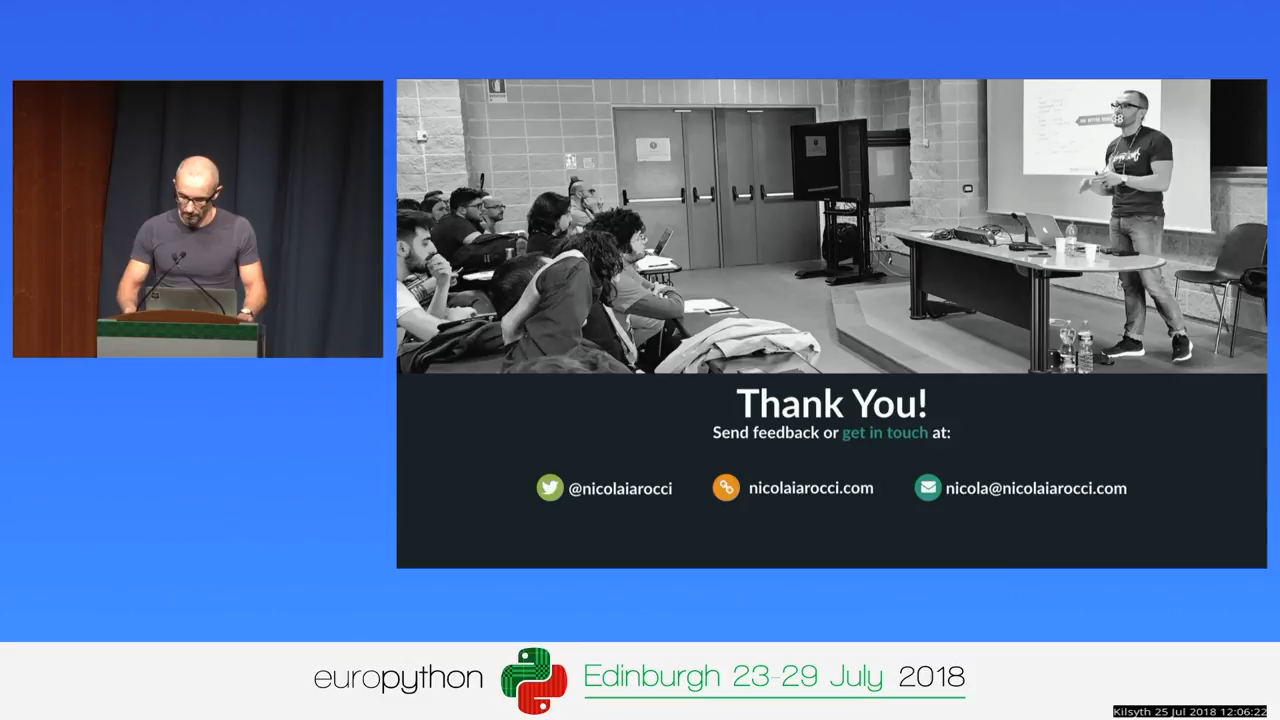 Thank You!
Send feedback or get in touch at:
@nicolaiarocci
nicolaiarocci.com
nicola@nicolaiarocci.com
europython
Edinburgh 23-29 July 2018
Kilsyth 25 Jul 2018 12:06:22